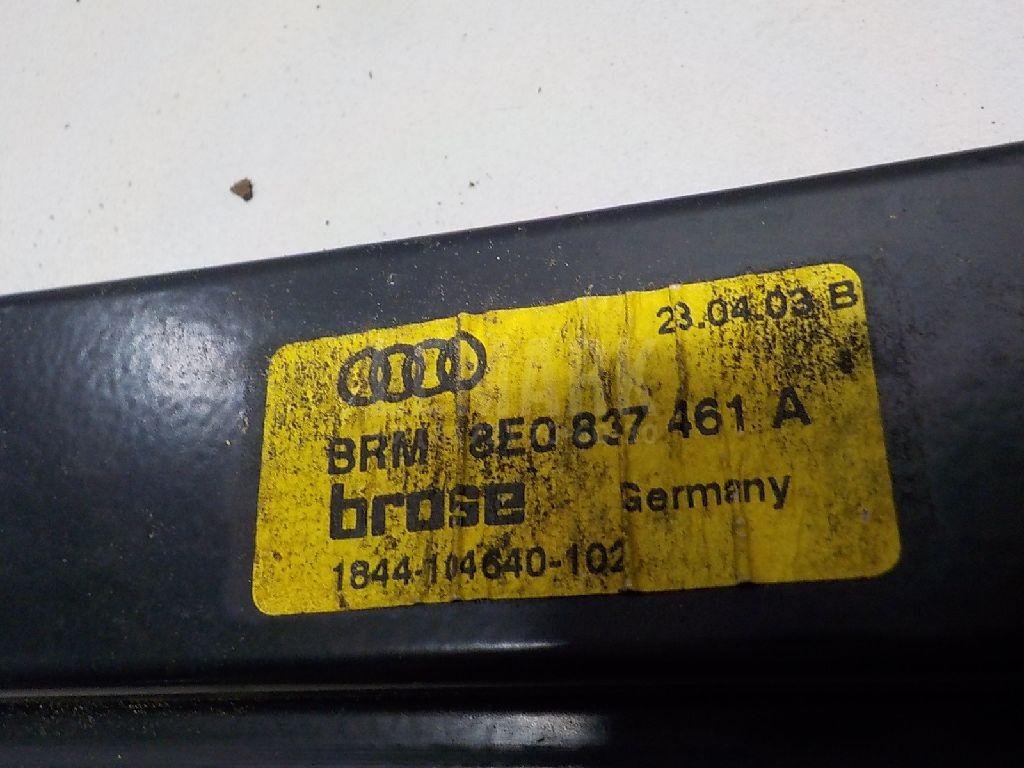 23.04.03 B
BRM 8E0 837 461 A
brose Germany
1844-104640-102